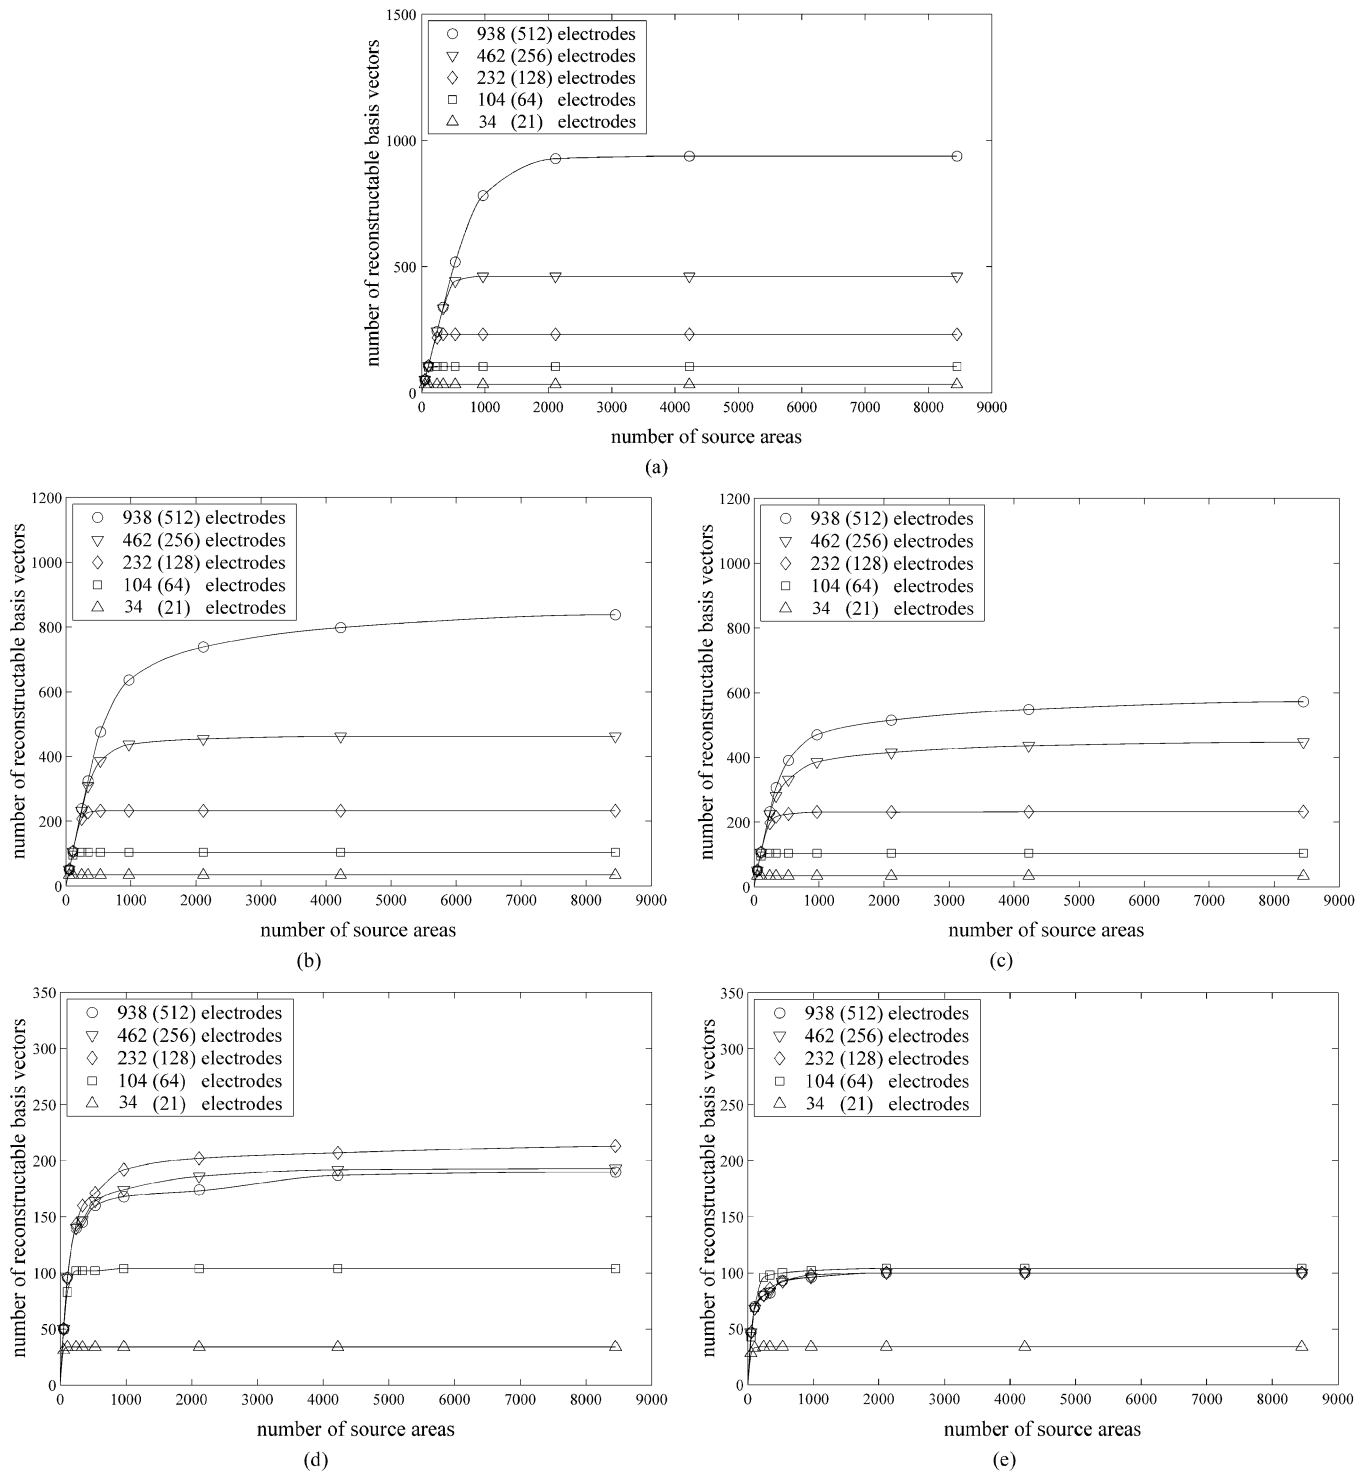 1500
1000
500
0
number of reconstructable basis vectors
938 (512) electrodes
462 (256) electrodes
232 (128) electrodes
104 (64) electrodes
34 (21) electrodes
0 1000 2000 3000 4000 5000 6000 7000 8000 9000
number of source areas
(a)
1200
1000
800
600
400
200
0
number of reconstructable basis vectors
938 (512) electrodes
462 (256) electrodes
232 (128) electrodes
104 (64) electrodes
34 (21) electrodes
0 1000 2000 3000 4000 5000 6000 7000 8000 9000
number of source areas
(b)
1200
1000
800
600
400
200
0
number of reconstructable basis vectors
938 (512) electrodes
462 (256) electrodes
232 (128) electrodes
104 (64) electrodes
34 (21) electrodes
0 1000 2000 3000 4000 5000 6000 7000 8000 9000
number of source areas
(c)
350
300
250
200
150
100
50
0
number of reconstructable basis vectors
938 (512) electrodes
462 (256) electrodes
232 (128) electrodes
104 (64) electrodes
34 (21) electrodes
0 1000 2000 3000 4000 5000 6000 7000 8000 9000
number of source areas
(d)
350
300
250
200
150
100
50
0
number of reconstructable basis vectors
938 (512) electrodes
462 (256) electrodes
232 (128) electrodes
104 (64) electrodes
34 (21) electrodes
0 1000 2000 3000 4000 5000 6000 7000 8000 9000
number of source areas
(e)